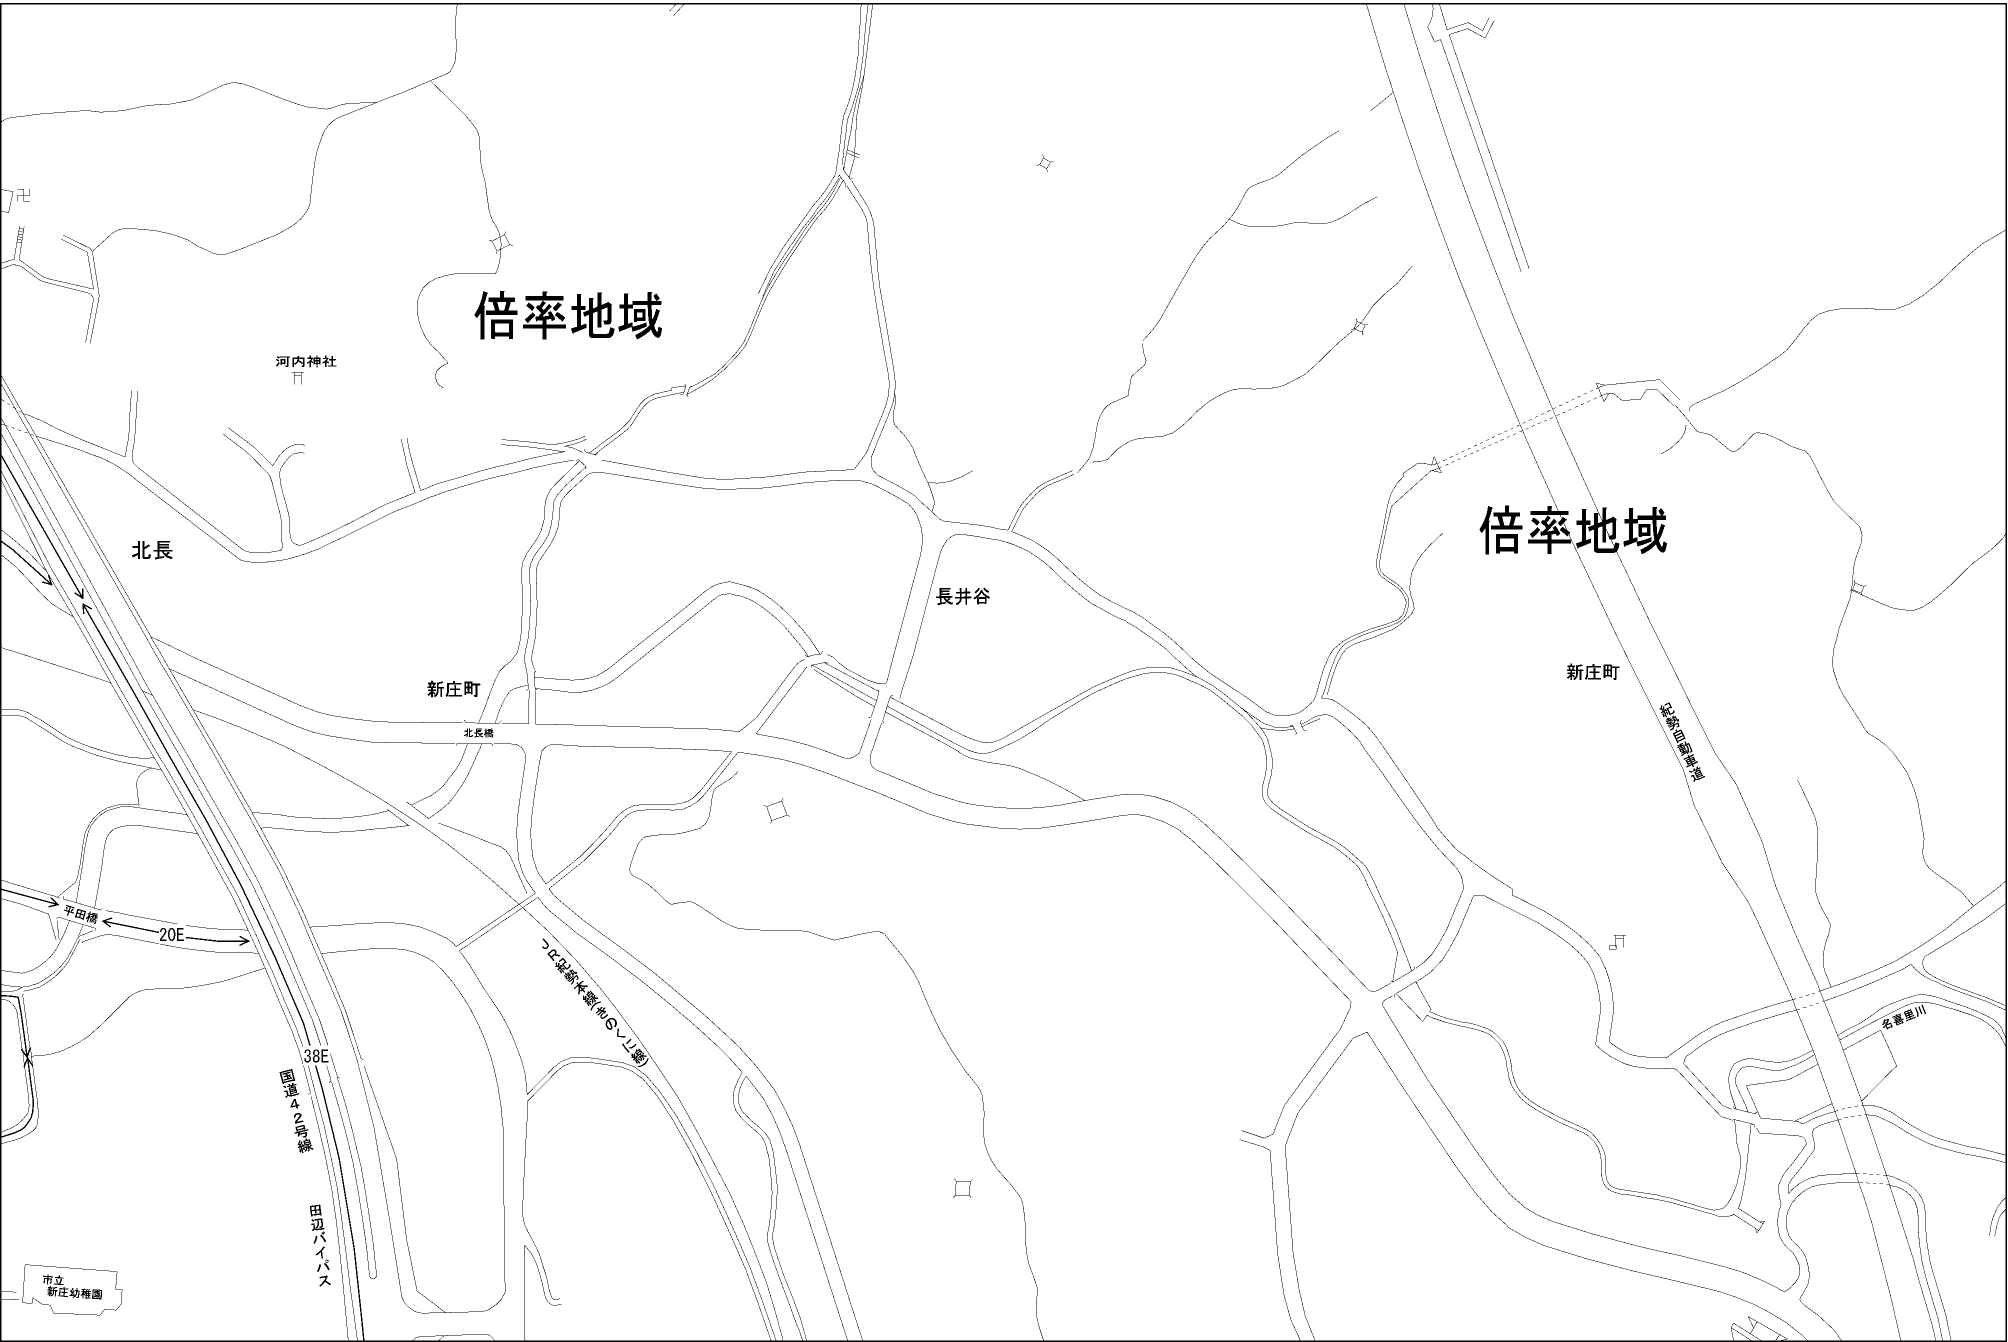 倍率地域
河内神社
倍率地域
北長
長井谷
新庄町
新庄町
紀勢自動車道
北長橋
平田橋
20E
JR紀勢本線(きのくに線)
名喜里川
38E
国道42号線
田辺バイパス
市立
新庄幼稚園